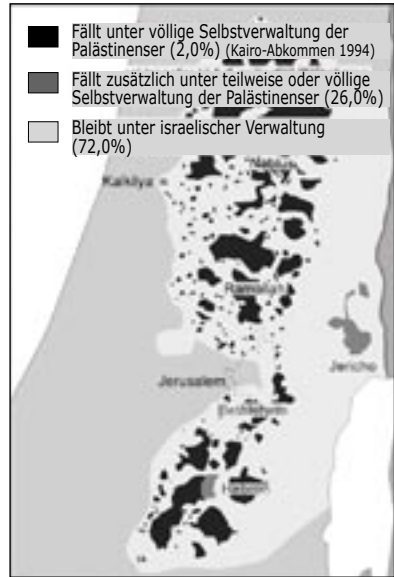 Fällt unter völlige Selbstverwaltung der
Palästinenser (2,0%) (Kairo-Abkommen 1994)
Fällt zusätzlich unter teilweise oder völlige
Selbstverwaltung der Palästinenser (26,0%)
Bleibt unter israelischer Verwaltung
(72,0%)
Nablus
Kalkilya
Ramallah
Jericho
Jerusalem
Bethlehem
Hebron